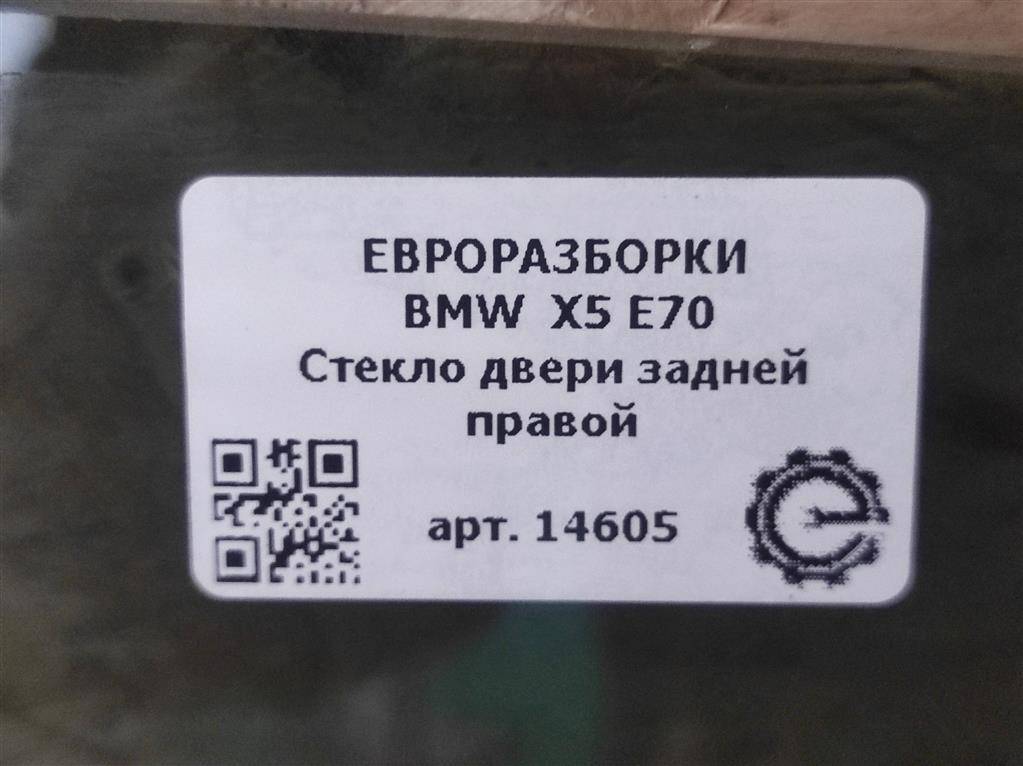 ЕВРОРАЗБОРКИ
BMW X5 E70
Стекло двери задней
правой
арт. 14605